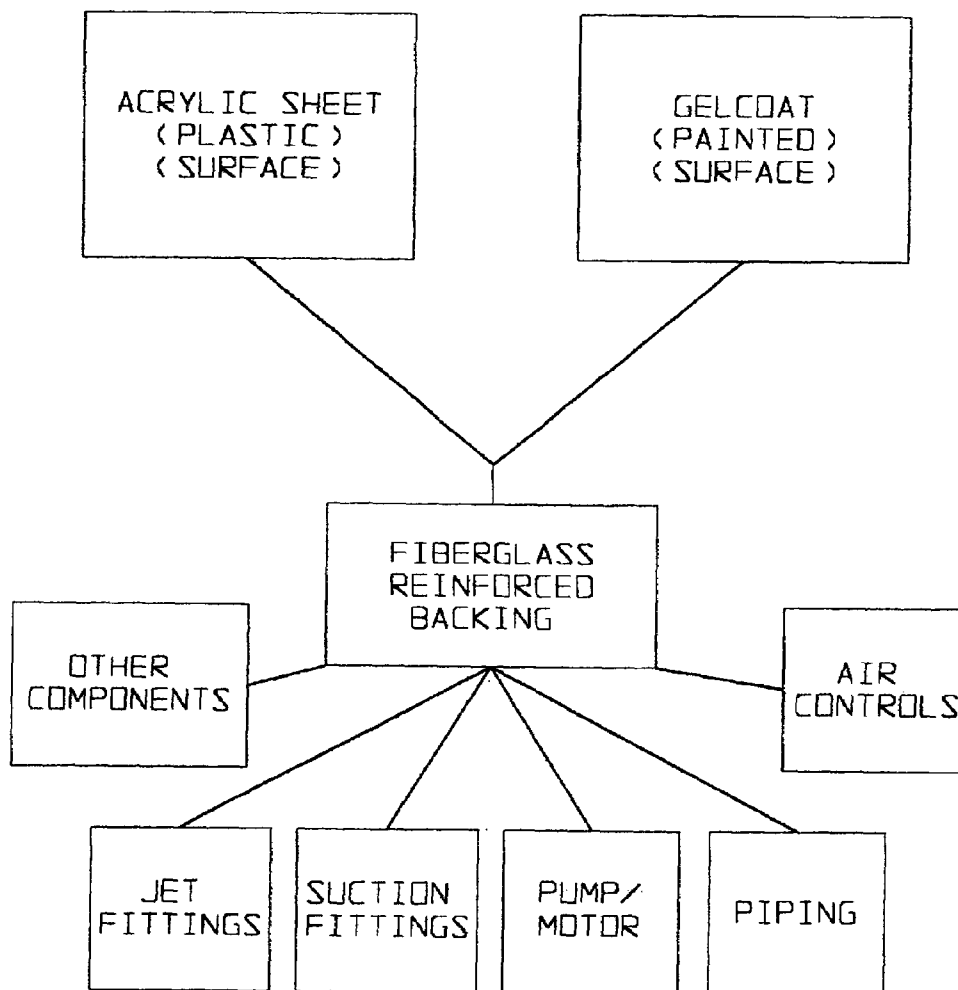 ACRYLIC SHEET
(PLASTIC)
(SURFACE)
GELCOAT
(PAINTED)
(SURFACE)
FIBERGLASS
REINFORCED
BACKING
OTHER
COMPONENTS
AIR
CONTROLS
JET
FITTINGS
SUCTION
FITTINGS
PUMP/
MOTOR
PIPING